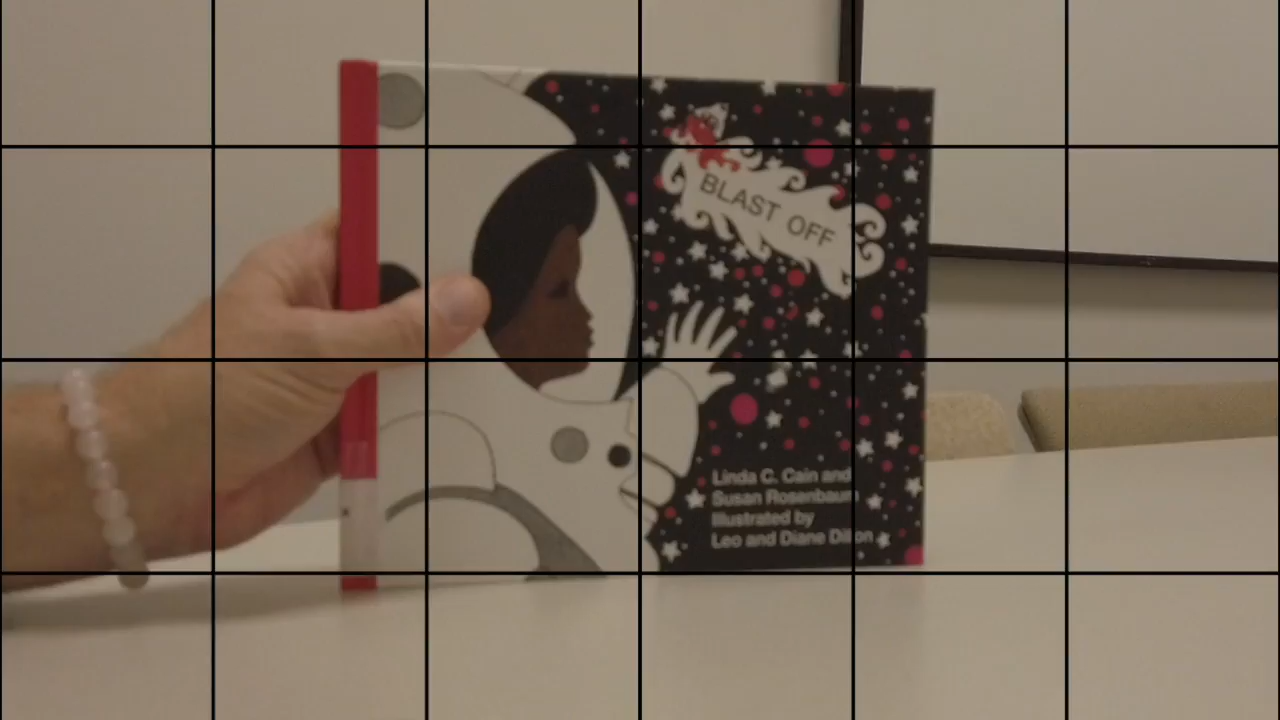 BLAST OFF
Linda C. Cain and
Susan Rosenbaum
Illustrated by
Leo and Diane Dillon